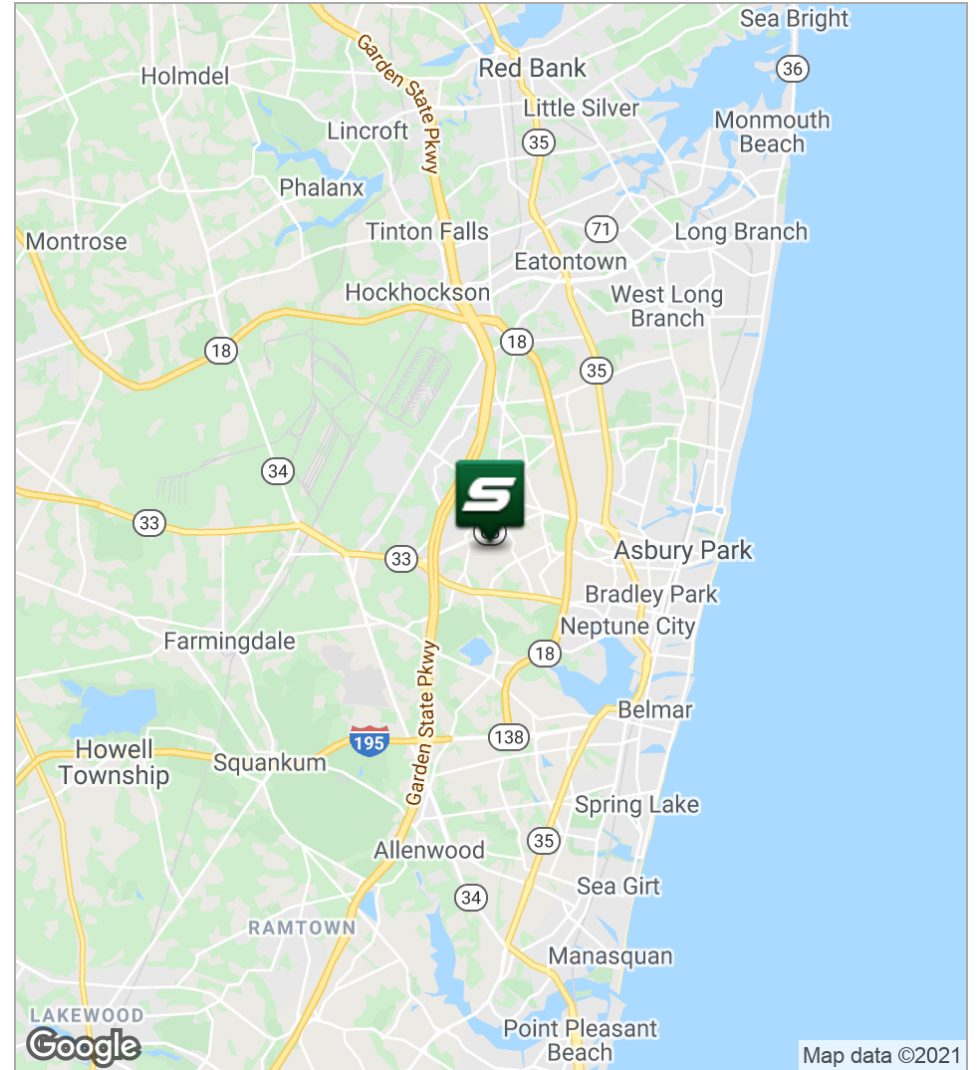 Sea Bright
36
Garden State Pkwy
Holmdel
Red Bank
Little Silver
Lincroft
35
Monmouth
Beach
Phalanx
Tinton Falls
71
Long Branch
Montrose
Eatontown
Hockhockson
West Long
Branch
18
18
35
34
S
33
33
Asbury Park
Bradley Park
Neptune City
Farmingdale
18
Garden State Pkwy
Belmar
138
195
Howell
Township
Squankum
Spring Lake
35
Allenwood
Sea Girt
34
RAMTOWN
Manasquan
LAKEWOOD
Point Pleasant
Beach
Google
Map data ©2021